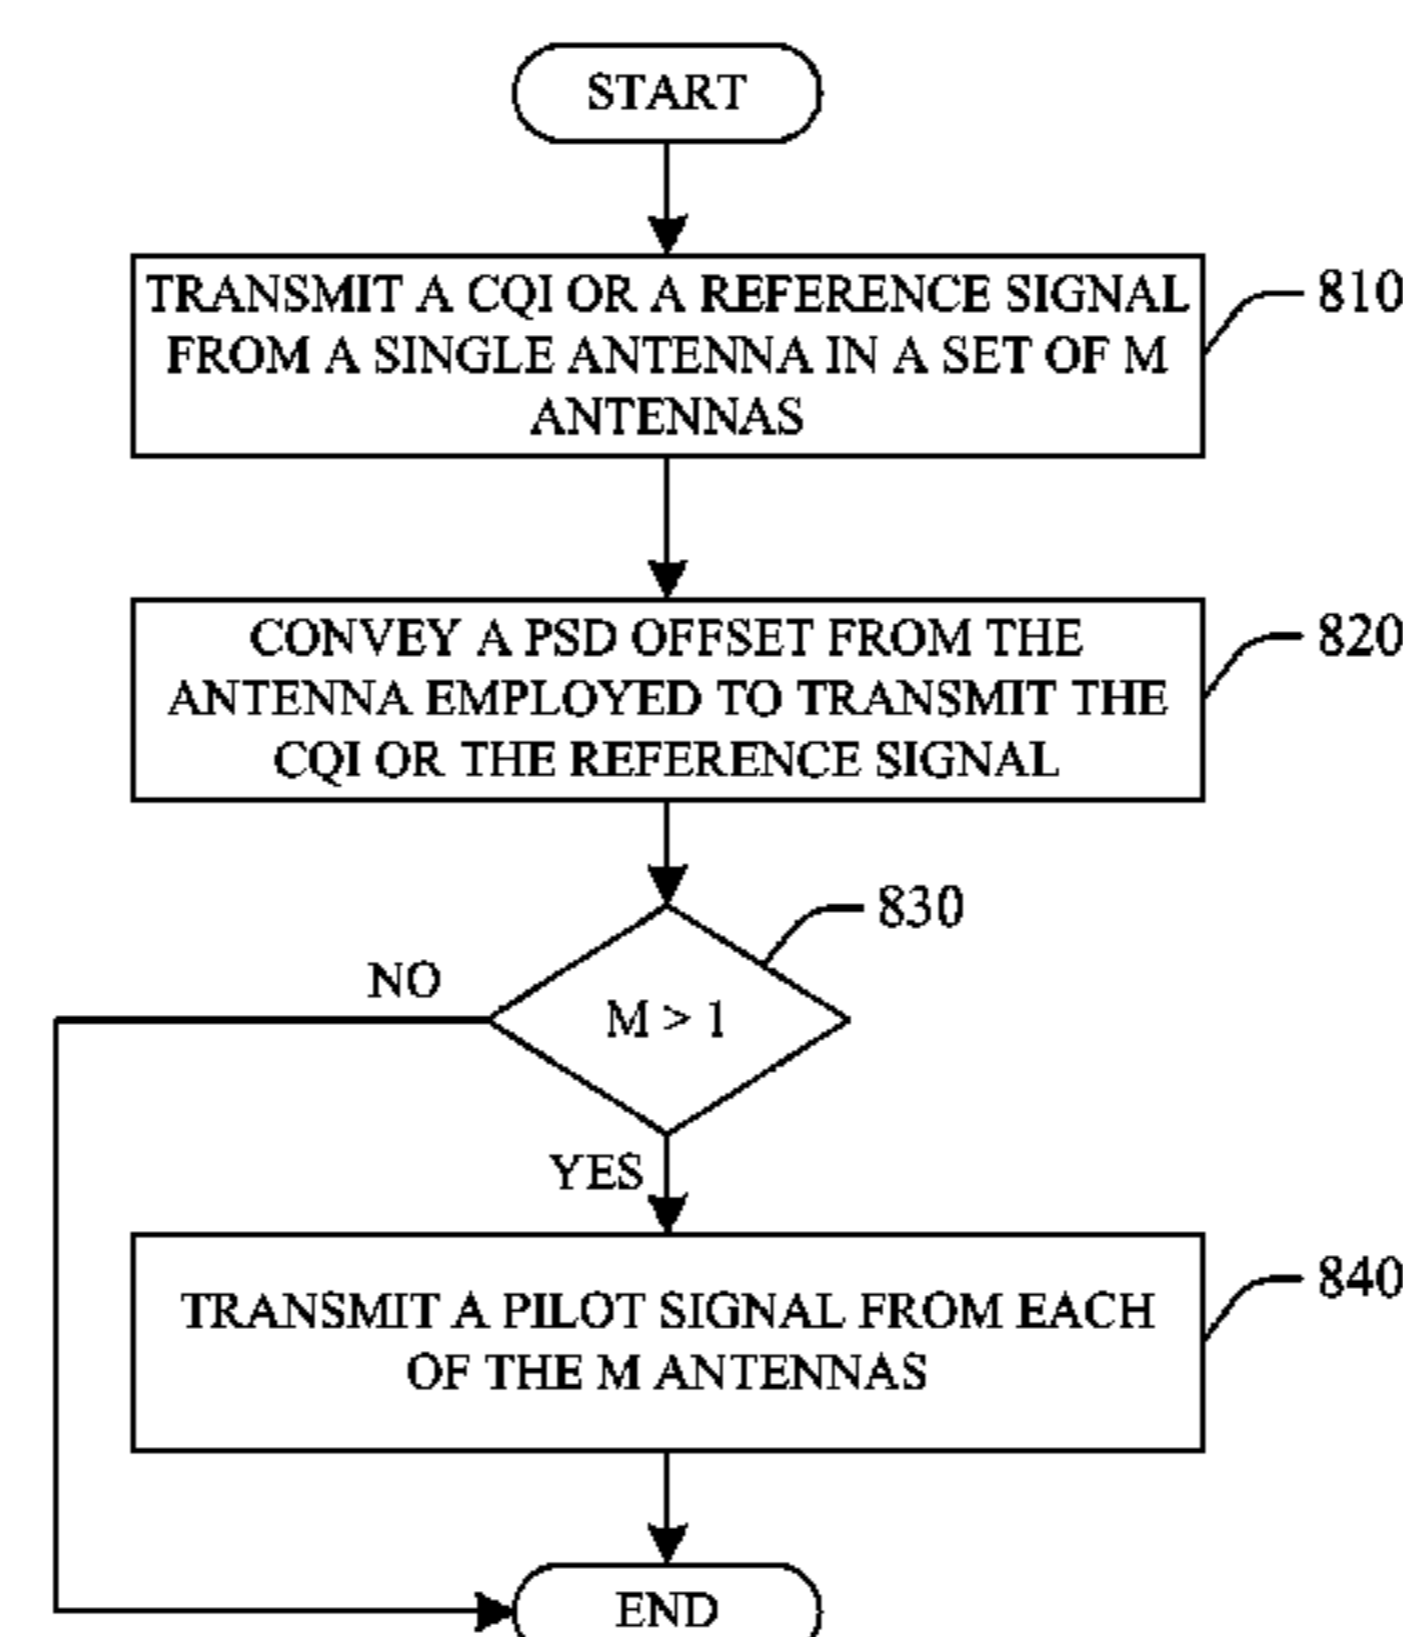 START
TRANSMIT A CQI OR A REFERENCE SIGNAL
FROM A SINGLE ANTENNA IN A SET OF M
ANTENNAS
810
CONVEY A PSD OFFSET FROM THE
ANTENNA EMPLOYED TO TRANSMIT THE
CQI OR THE REFERENCE SIGNAL
820
830
NO
M > 1
YES
TRANSMIT A PILOT SIGNAL FROM EACH
OF THE M ANTENNAS
840
END